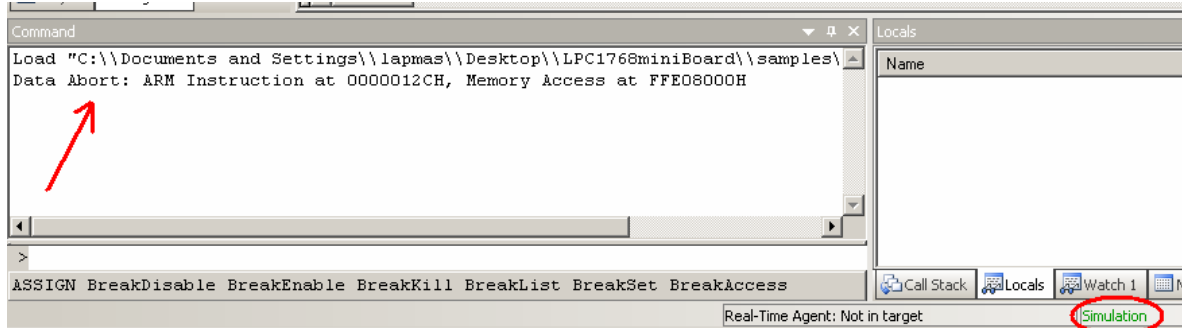 Command
Load "C:\\Documents and Settings\\lapmas\\Desktop\\LPC1768miniBoard\\samples\
Data Abort: ARM Instruction at 0000012CH, Memory Access at FFE08000H
>
ASSIGN BreakDisable BreakEnable BreakKill BreakList BreakSet BreakAccess
Locals
Name
Call Stack Locals Watch 1
Real-Time Agent: Not in target Simulation